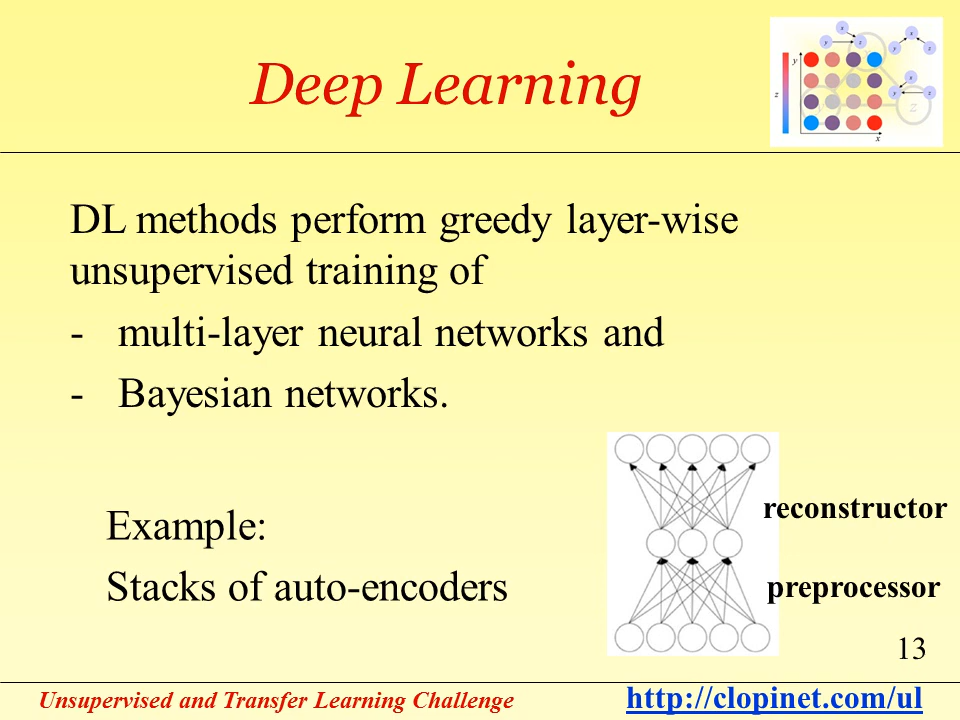 Deep Learning
DL methods perform greedy layer-wise
unsupervised training of
- multi-layer neural networks and
- Bayesian networks.
Example:
Stacks of auto-encoders
reconstructor
preprocessor
13
Unsupervised and Transfer Learning Challenge
http://clopinet.com/ul
x
y z
x
y z
x
y z
y
z
x
z